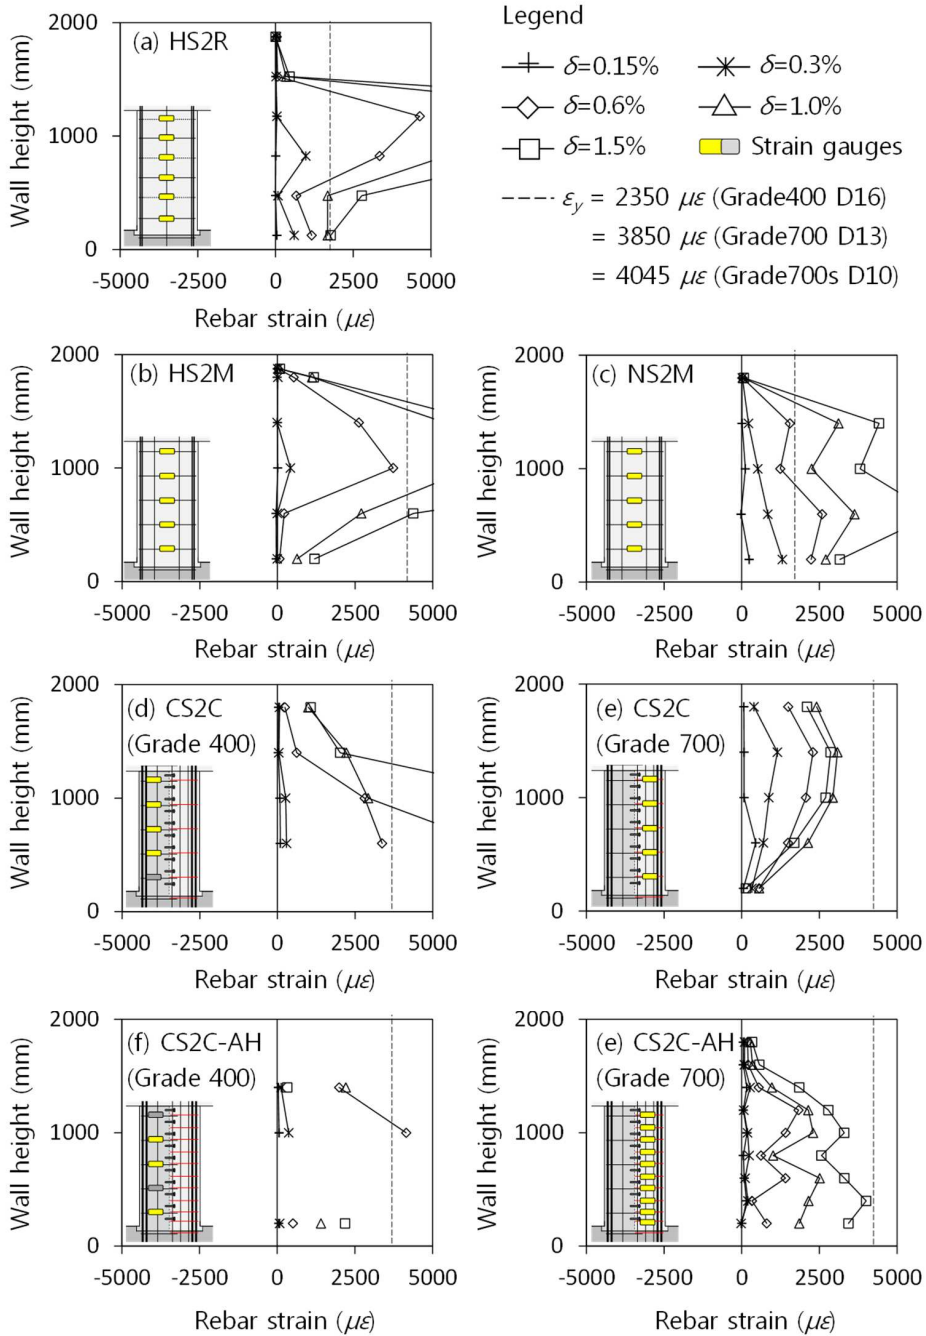 2000
(a) HS2R
1000
0
Wall height (mm)
-5000 -2500 0 2500 5000
Rebar strain (με)
Legend
δ=0.15% δ=0.3%
δ=0.6% δ=1.0%
δ=1.5% Strain gauges
εy = 2350 με (Grade400 D16)
= 3850 με (Grade700 D13)
= 4045 με (Grade700s D10)
2000
(b) HS2M
1000
0
Wall height (mm)
-5000 -2500 0 2500 5000
Rebar strain (με)
2000
(c) NS2M
1000
0
Wall height (mm)
-5000 -2500 0 2500 5000
Rebar strain (με)
2000
(d) CS2C
(Grade 400)
1000
0
Wall height (mm)
-5000 -2500 0 2500 5000
Rebar strain (με)
2000
(e) CS2C
(Grade 700)
1000
0
Wall height (mm)
-5000 -2500 0 2500 5000
Rebar strain (με)
2000
(f) CS2C-AH
(Grade 400)
1000
0
Wall height (mm)
-5000 -2500 0 2500 5000
Rebar strain (με)
2000
(e) CS2C-AH
(Grade 700)
1000
0
Wall height (mm)
-5000 -2500 0 2500 5000
Rebar strain (με)